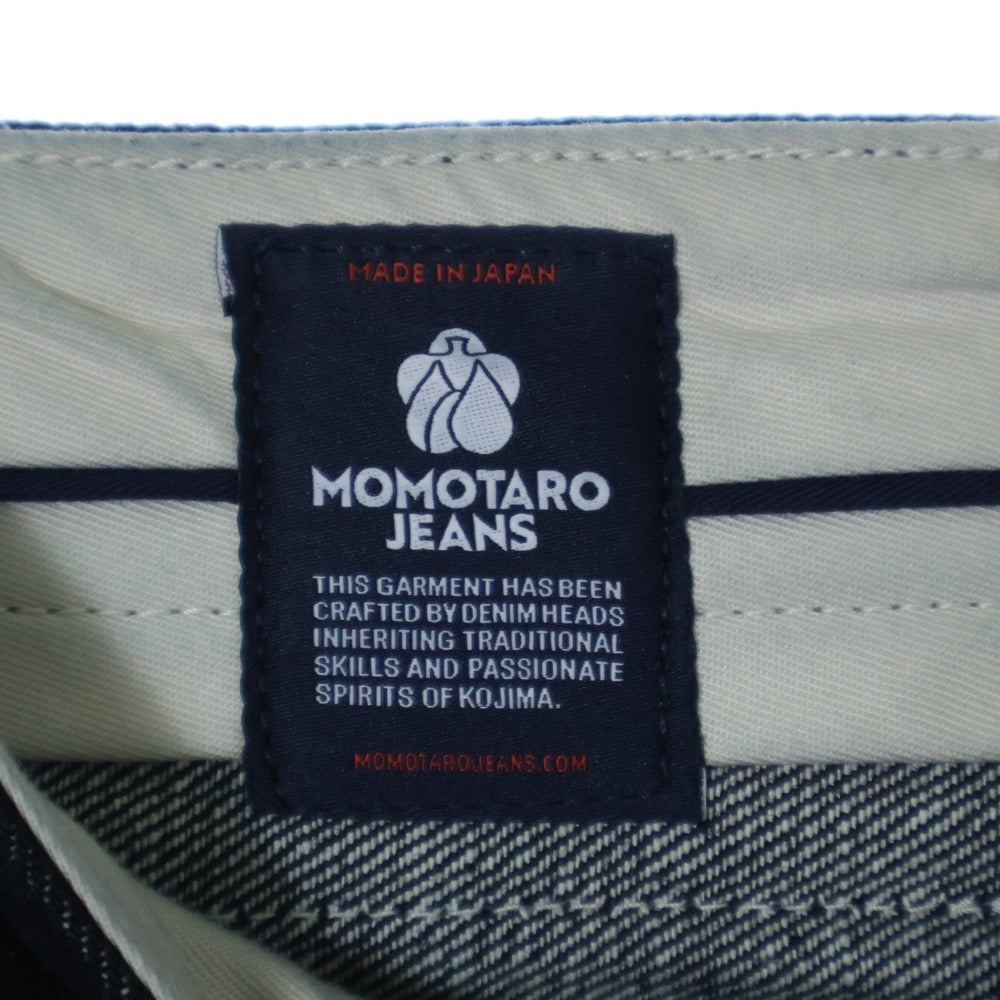 MADE IN JAPAN
MOMOTARO
JEANS
THIS GARMENT HAS BEEN
CRAFTED BY DENIM HEADS
INHERITING TRADITIONAL
SKILLS AND PASSIONATE
SPIRITS OF KOJIMA.
MOMOTAROJEANS.COM